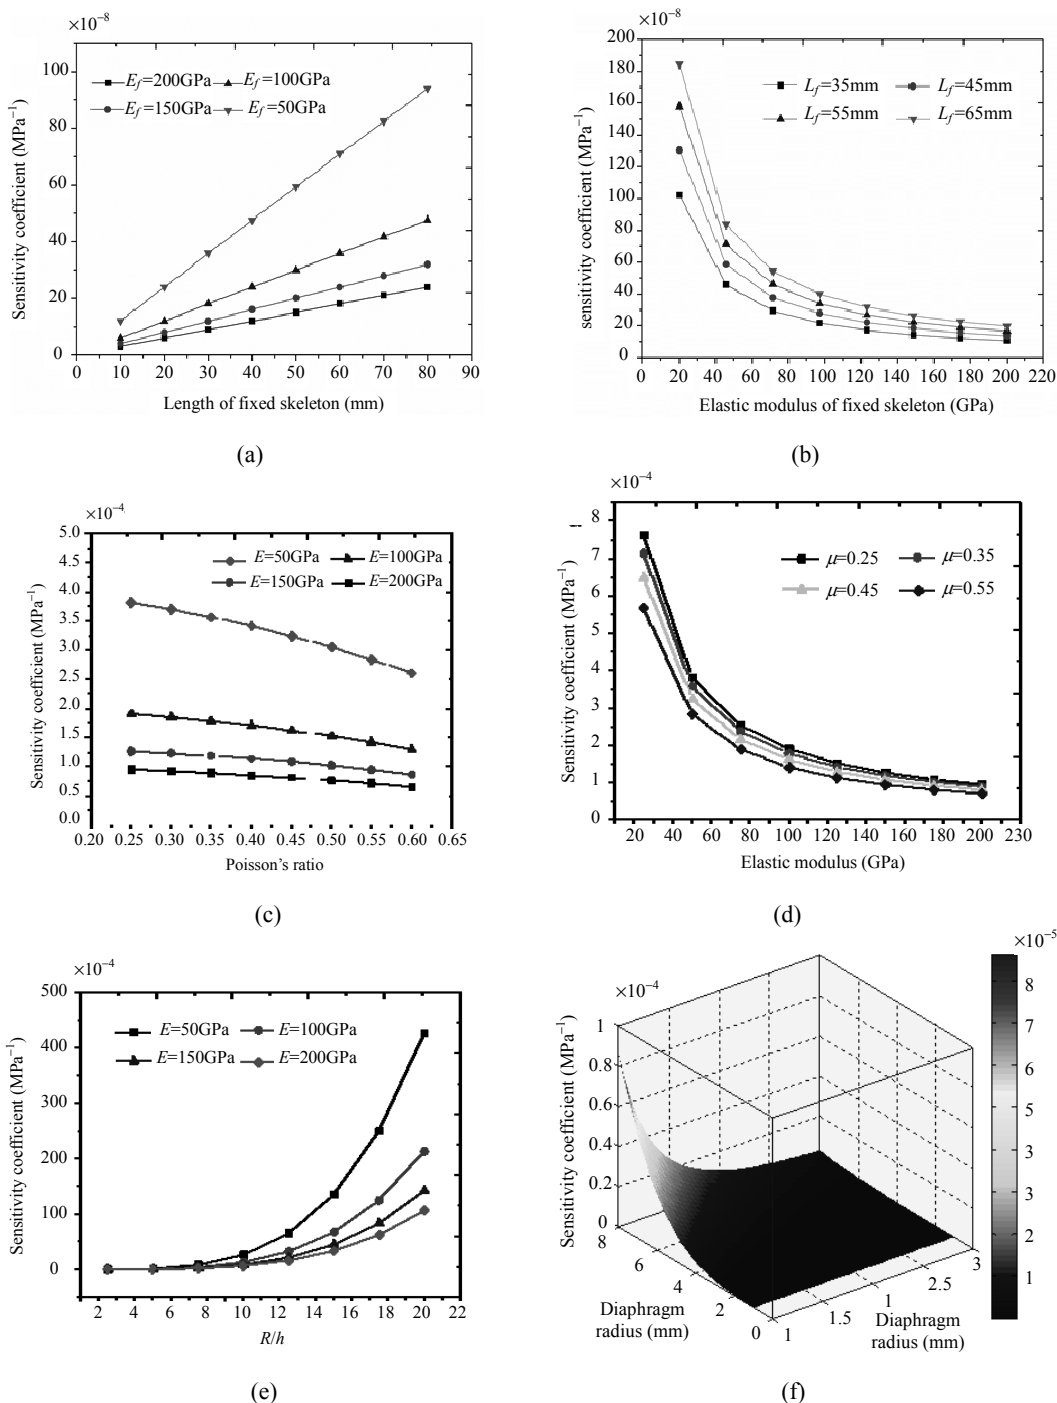 ×10⁻⁸
Sensitivity coefficient (MPa⁻¹)
100
80
60
40
20
0
E_f=200GPa E_f=100GPa
E_f=150GPa E_f=50GPa
0 10 20 30 40 50 60 70 80 90
Length of fixed skeleton (mm)
(a)
×10⁻⁸
sensitivity coefficient (MPa⁻¹)
200
180
160
140
120
100
80
60
40
20
0
L_f=35mm L_f=45mm
L_f=55mm L_f=65mm
0 20 40 60 80 100 120 140 160 180 200 220
Elastic modulus of fixed skeleton (GPa)
(b)
×10⁻⁴
Sensitivity coefficient (MPa⁻¹)
5.0
4.5
4.0
3.5
3.0
2.5
2.0
1.5
1.0
0.5
0.0
E=50GPa E=100GPa
E=150GPa E=200GPa
0.20 0.25 0.30 0.35 0.40 0.45 0.50 0.55 0.60 0.65
Poisson's ratio
(c)
×10⁻⁴
Sensitivity coefficient (MPa⁻¹)
8
7
6
5
4
3
2
1
0
μ=0.25 μ=0.35
μ=0.45 μ=0.55
20 40 60 80 100 120 140 160 180 200 230
Elastic modulus (GPa)
(d)
×10⁻⁴
Sensitivity coefficient (MPa⁻¹)
500
400
300
200
100
0
E=50GPa E=100GPa
E=150GPa E=200GPa
2 4 6 8 10 12 14 16 18 20 22
R/h
(e)
×10⁻⁴
Sensitivity coefficient (MPa⁻¹)
1
0.8
0.6
0.4
0.2
0
8
6
4
2
0
Diaphragm
radius (mm)
1
1.5
1
2.5
3
Diaphragm
radius (mm)
×10⁻⁵
8
7
6
5
3
3
2
1
(f)